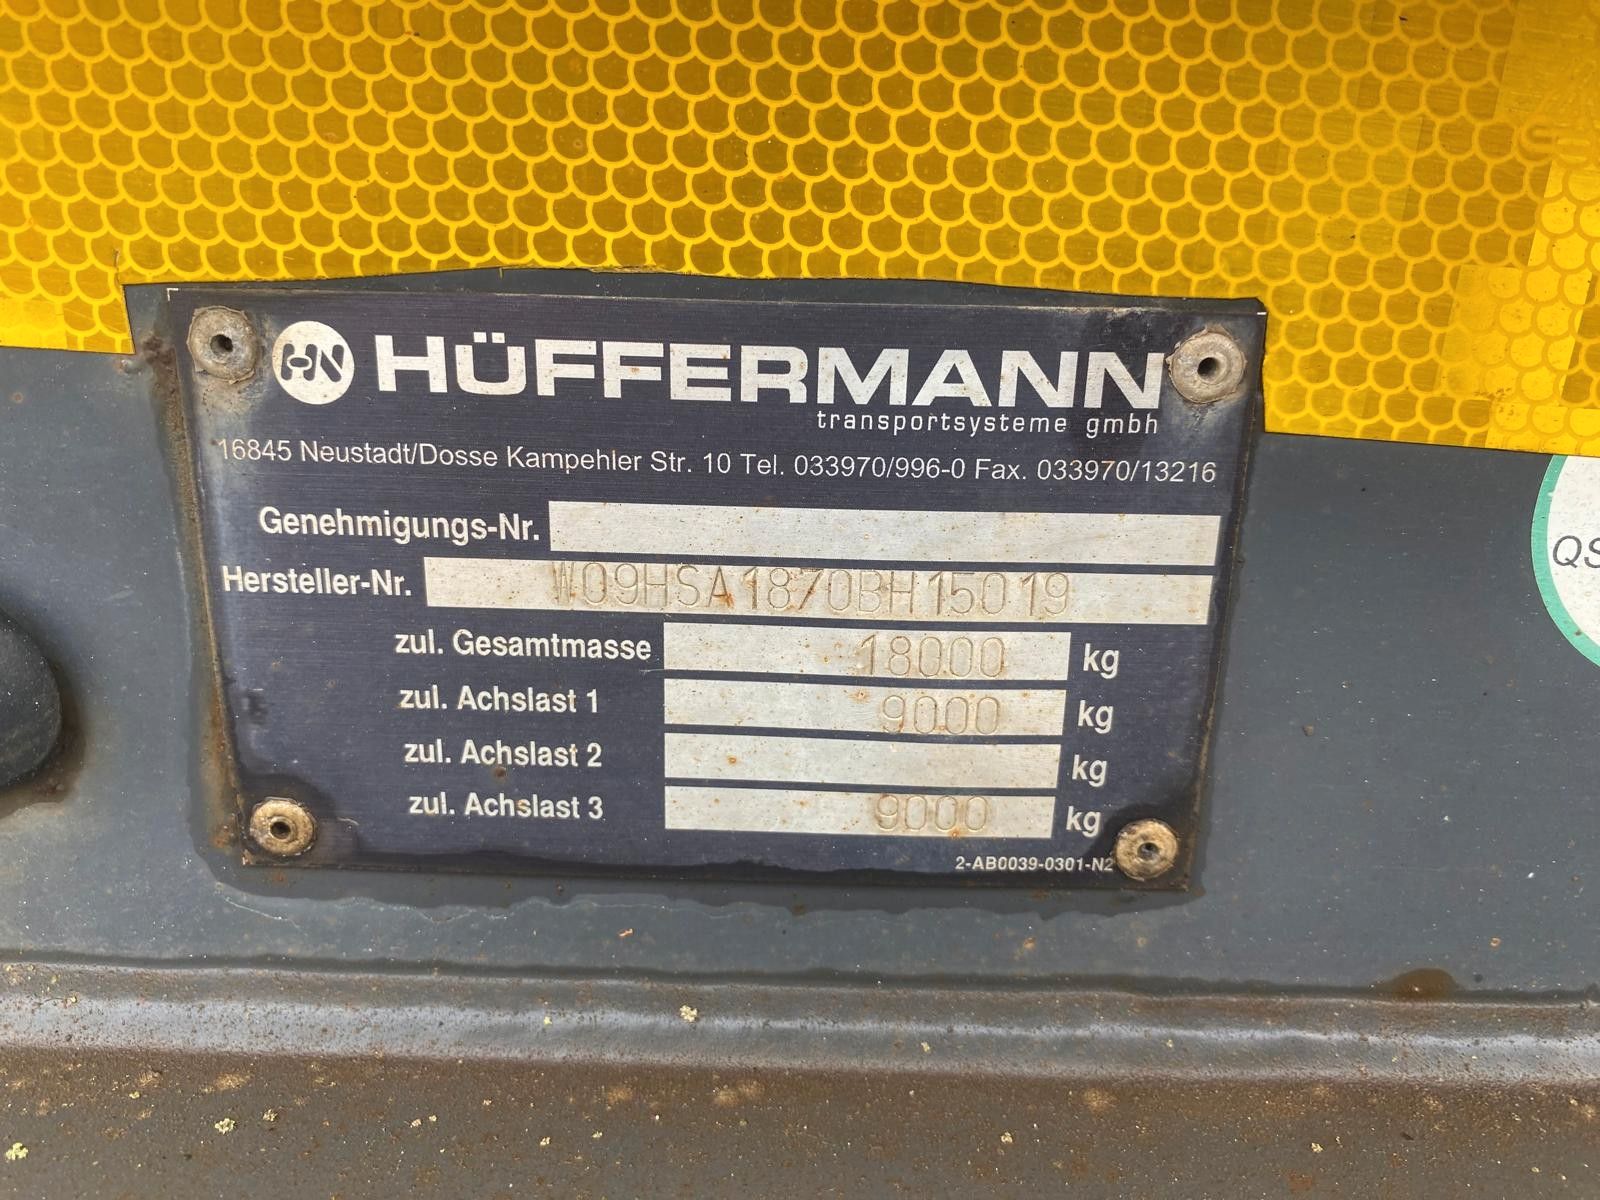 HN HÜFFERMANN
transportsysteme gmbh
16845 Neustadt/Dosse Kampehler Str. 10 Tel. 033970/996-0 Fax. 033970/13216
Genehmigungs-Nr.
Hersteller-Nr. W09HSA1870BH15019
zul. Gesamtmasse 18000 kg
zul. Achslast 1 9000 kg
zul. Achslast 2 kg
zul. Achslast 3 9000 kg
2-AB0039-0301-N2
QS